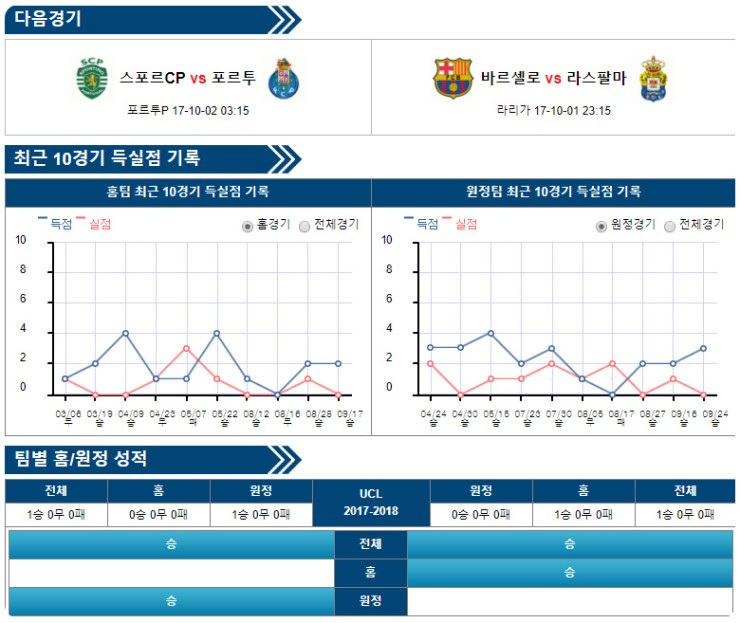 다음경기
스포르CP vs 포르투
포르투P 17-10-02 03:15
바르셀로 vs 라스팔마
라리가 17-10-01 23:15
최근 10경기 득실점 기록
홈팀 최근 10경기 득실점 기록
득점 실점 홈경기 전체경기
10
8
6
4
2
0
03/06 03/19 04/09 04/23 05/07 05/22 08/12 08/16 08/28 09/17
무 승 승 무 패 승 승 무 승 승
원정팀 최근 10경기 득실점 기록
득점 실점 원정경기 전체경기
10
8
6
4
2
0
04/24 04/30 05/15 07/23 07/30 08/05 08/17 08/27 09/16 09/24
승 승 승 승 승 무 패 승 승 승
팀별 홈/원정 성적
전체 홈 원정 UCL 2017-2018 원정 홈 전체
1승 0무 0패 0승 0무 0패 1승 0무 0패 0승 0무 0패 1승 0무 0패 1승 0무 0패
승 전체 승
홈 승
승 원정